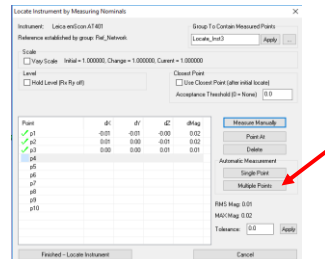 Locate Instrument by Measuring Nominals
Instrument: Leica emScon AT401
Group To Contain Measured Points
Reference established by group: Rail_Network
Locate_Inst3 Apply ...
Scale
Vary Scale Initial = 1.000000, Change = 1.000000, Current = 1.000000
Level
Hold Level (Rx Ry off)
Closest Point
Use Closest Point (after initial locate)
Acceptance Threshold (0 = None) 0.0
Point dX dY dZ dMag
p1 -0.01 -0.01 -0.00 0.02
p2 0.01 0.00 -0.01 0.02
p3 0.00 0.00 0.01 0.01
p4
p5
p6
p7
p8
p9
p10
Measure Manually
Point At
Delete
Automatic Measurement
Single Point
Multiple Points
RMS Mag: 0.01
MAX Mag: 0.02
Tolerance: 0.0 Apply
Finished - Locate Instrument
Cancel